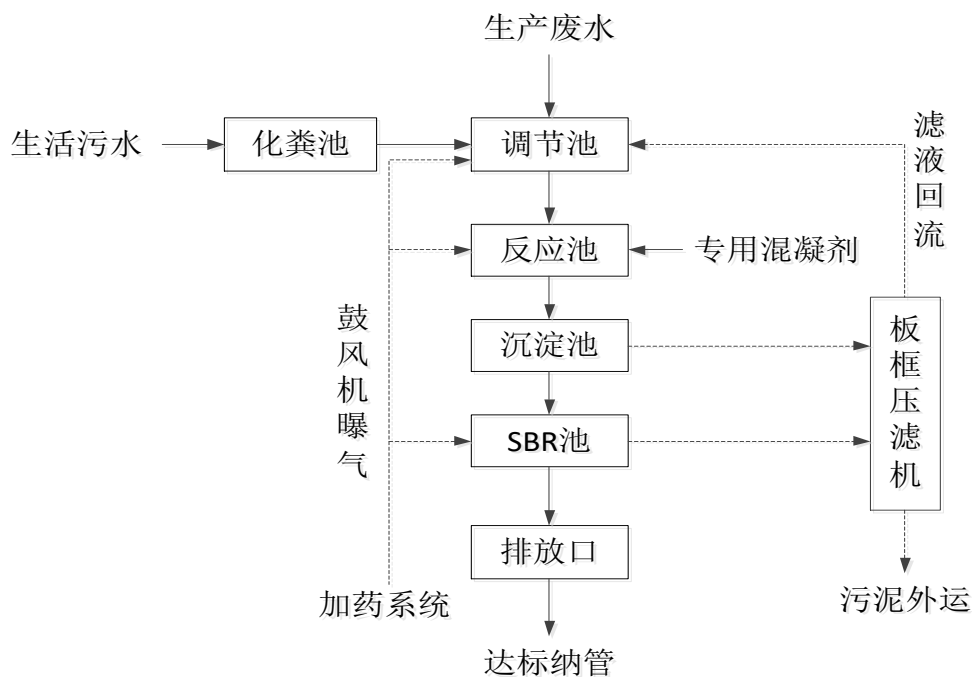 生产废水
生活污水
化粪池
调节池
滤液回流
反应池
专用混凝剂
鼓风机曝气
沉淀池
板框压滤机
SBR池
排放口
加药系统
污泥外运
达标纳管